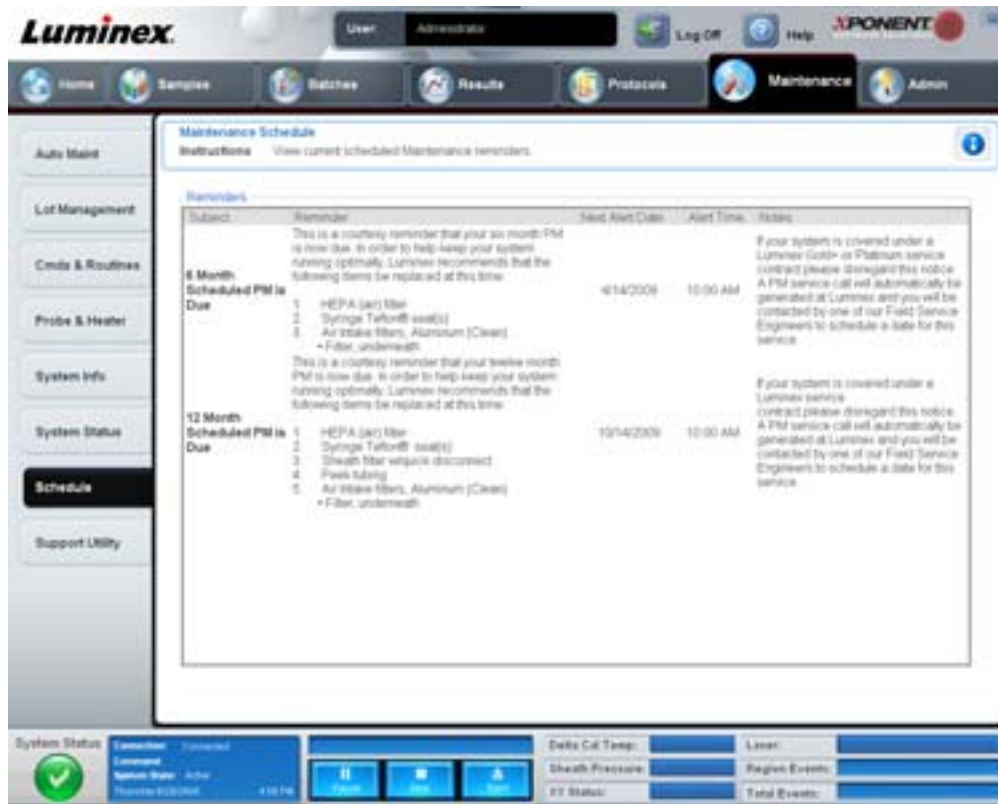 Luminex
User: Administrator
Log Off
Help
XPONENT
Home
Samples
Batches
Results
Protocols
Maintenance
Admin
Auto Maint
Lot Management
Cmds & Routines
Probe & Heater
System Info
System Status
Schedule
Support Utility
Maintenance Schedule
Instructions View current scheduled Maintenance reminders.
Reminders
Subject Reminder Next Alert Date Alert Time Notes
6 Month
Scheduled PM is
Due
This is a courtesy reminder that your six month PM
is now due. In order to help keep your system
running optimally, Luminex recommends that the
following items be replaced at this time:
1. HEPA (air) filter
2. Syringe Teflon® seal(s)
3. Air Intake filters, Aluminum (Clean)
• Filter, underneath
4/14/2009
10:00 AM
If your system is covered under a
Luminex Gold+ or Platinum service
contract please disregard this notice.
A PM service call will automatically be
generated at Luminex and you will be
contacted by one of our Field Service
Engineers to schedule a date for this
service.
12 Month
Scheduled PM is
Due
This is a courtesy reminder that your twelve month
PM is now due. In order to help keep your system
running optimally, Luminex recommends that the
following items be replaced at this time:
1. HEPA (air) filter
2. Syringe Teflon® seal(s)
3. Sheath filter w/quick disconnect
4. Peek tubing
5. Air Intake filters, Aluminum (Clean)
• Filter, underneath
10/14/2009
10:00 AM
If your system is covered under a
Luminex service
contract please disregard this notice.
A PM service call will automatically be
generated at Luminex and you will be
contacted by one of our Field Service
Engineers to schedule a date for this
service.
System Status
Connection: Connected
Command:
System State: Active
Pause
Stop
Eject
Delta Cal Temp:
Sheath Pressure:
XY Status:
Laser:
Region Events:
Total Events: